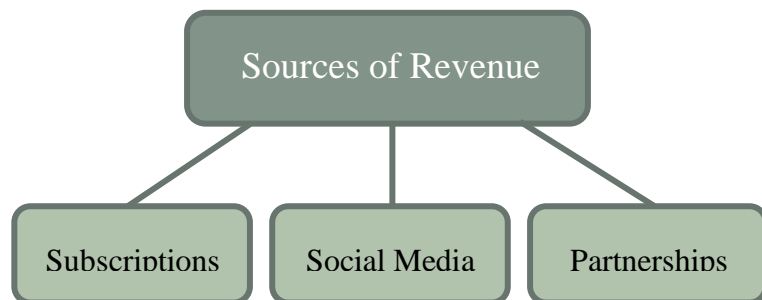 Sources of Revenue
Subscriptions
Social Media
Partnerships